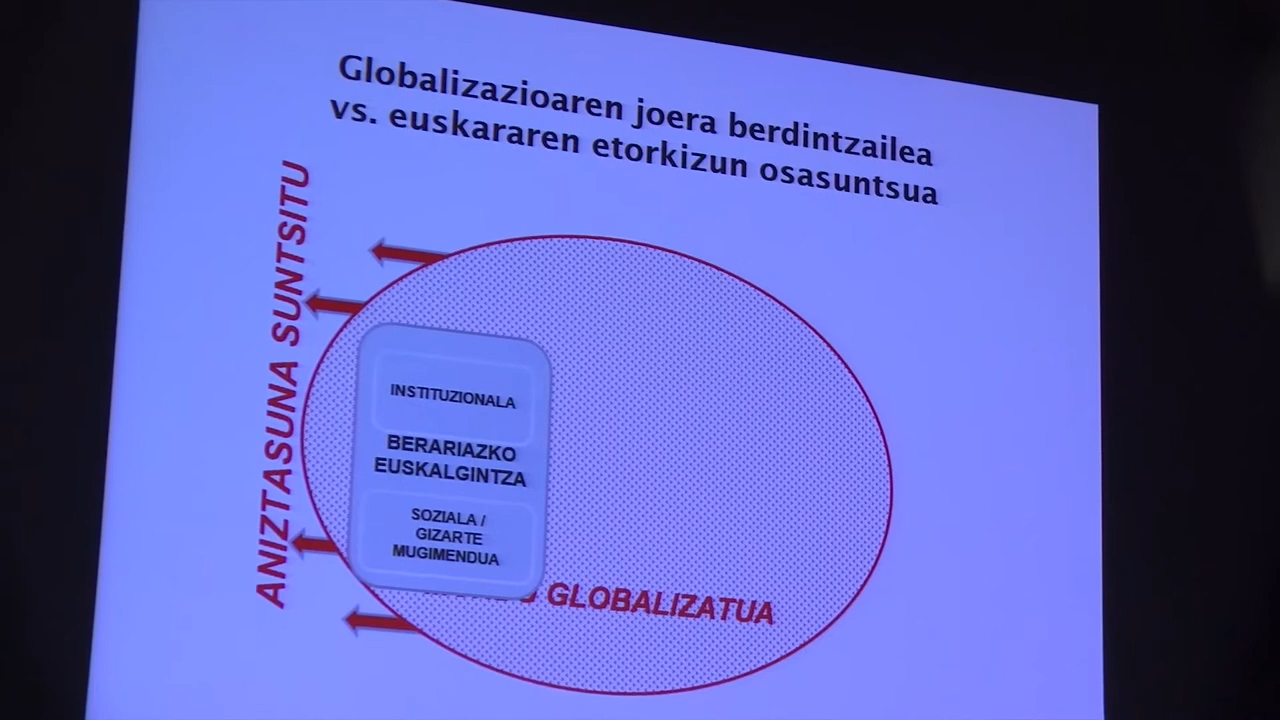 Globalizazioaren joera berdintzailea
vs. euskararen etorkizun osasuntsua
ANIZTASUNA SUNTSITU
INSTITUZIONALA
BERARIAZKO
EUSKALGINTZA
SOZIALA /
GIZARTE
MUGIMENDUA
GLOBALIZATUA